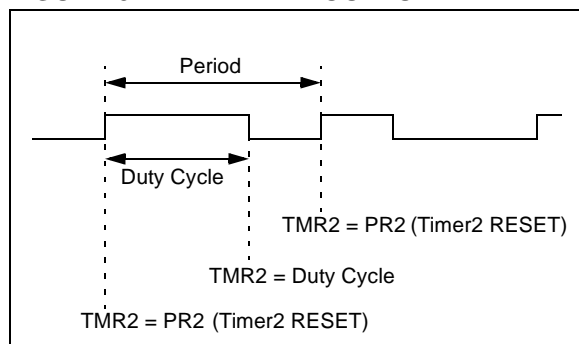 Period
Duty Cycle
TMR2 = PR2 (Timer2 RESET)
TMR2 = Duty Cycle
TMR2 = PR2 (Timer2 RESET)